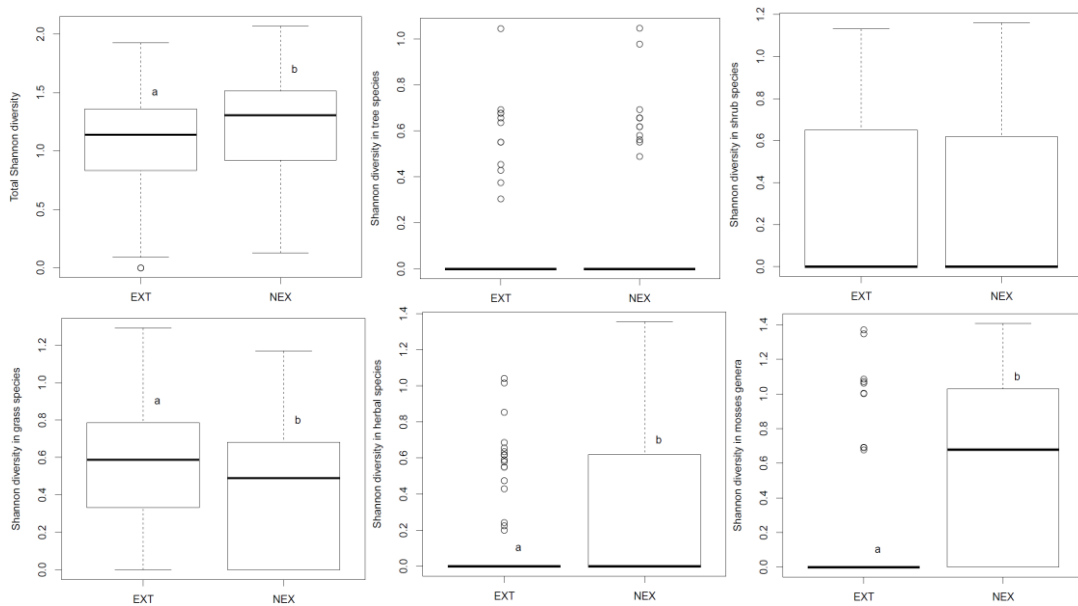 Total Shannon diversity
2.0
1.5
1.0
0.5
0.0
a
b
EXT NEX
Shannon diversity in tree species
1.0
0.8
0.6
0.4
0.2
0.0
EXT NEX
Shannon diversity in shrub species
1.2
1.0
0.8
0.6
0.4
0.2
0.0
EXT NEX
Shannon diversity in grass species
1.2
1.0
0.8
0.6
0.4
0.2
0.0
a
b
EXT NEX
Shannon diversity in herbal species
1.4
1.2
1.0
0.8
0.6
0.4
0.2
0.0
a
b
EXT NEX
Shannon diversity in mosses genera
1.4
1.2
1.0
0.8
0.6
0.4
0.2
0.0
a
b
EXT NEX